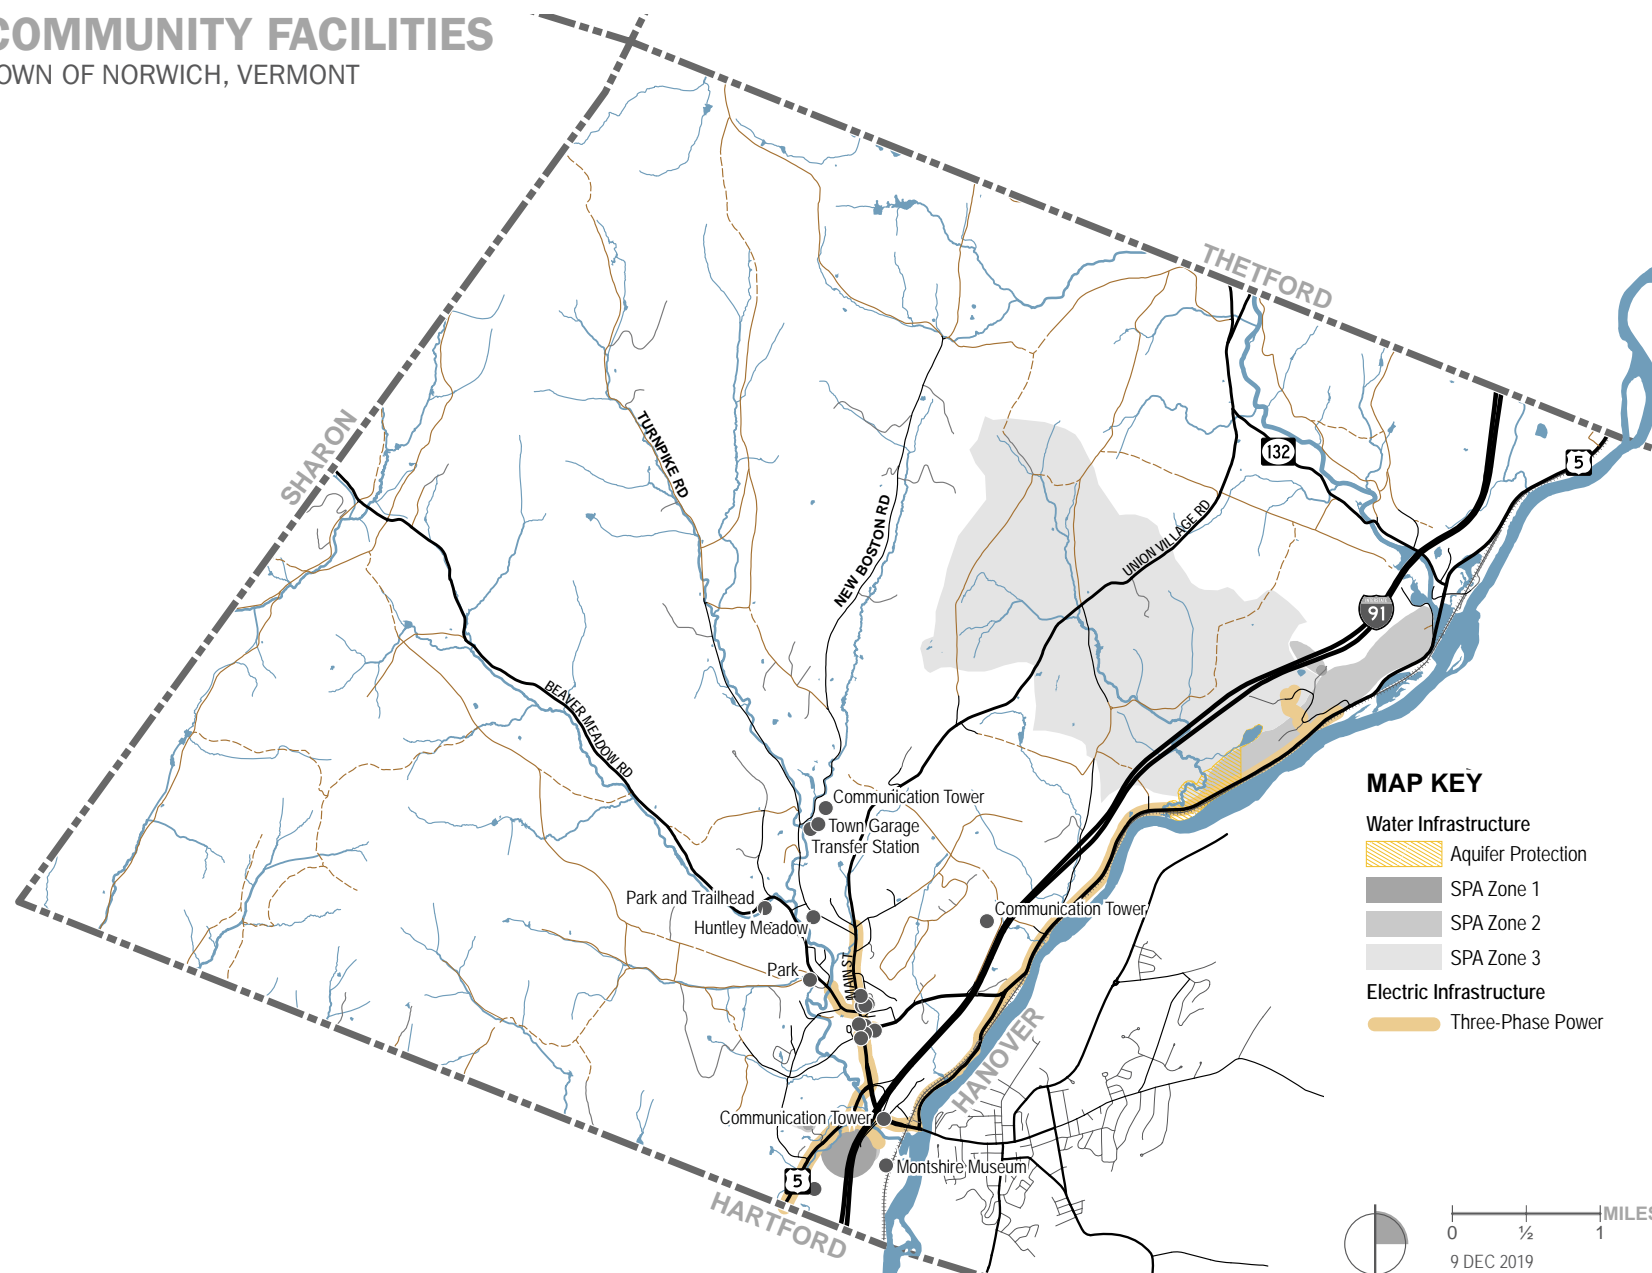 COMMUNITY FACILITIES
TOWN OF NORWICH, VERMONT
THETFORD
SHARON
TURNPIKE RD
132
5
NEW BOSTON RD
UNION VILLAGE RD
91
BEAVER MEADOW RD
MAP KEY
Water Infrastructure
Aquifer Protection
SPA Zone 1
SPA Zone 2
SPA Zone 3
Electric Infrastructure
Three-Phase Power
Communication Tower
Town Garage
Transfer Station
Park and Trailhead
Huntley Meadow
Communication Tower
Park
MAIN ST
HANOVER
Communication Tower
Montshire Museum
5
HARTFORD
MILES
0 ½ 1
9 DEC 2019